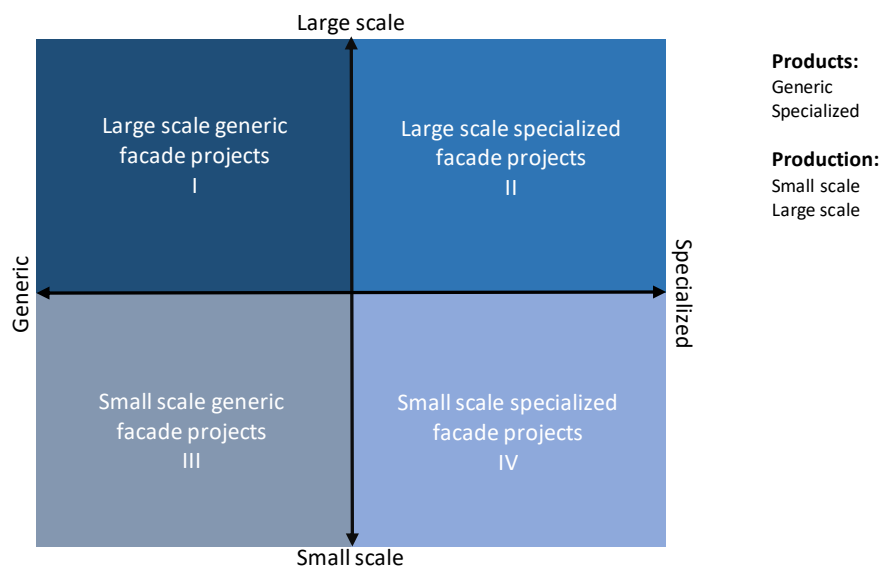 Large scale
Large scale generic
facade projects
I
Large scale specialized
facade projects
II
Generic
Specialized
Small scale generic
facade projects
III
Small scale specialized
facade projects
IV
Small scale
Products:
Generic
Specialized
Production:
Small scale
Large scale